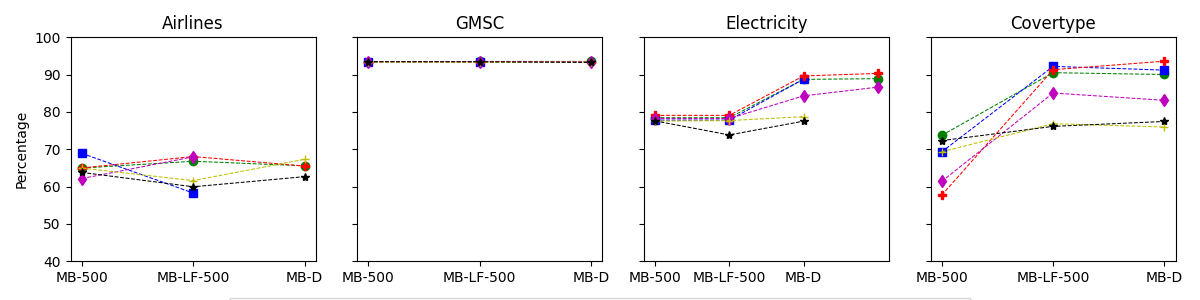 Airlines GMSC Electricity Covertype
100
90
80
70
60
50
40
Percentage
MB-500 MB-LF-500 MB-D MB-500 MB-LF-500 MB-D MB-500 MB-LF-500 MB-D MB-500 MB-LF-500 MB-D